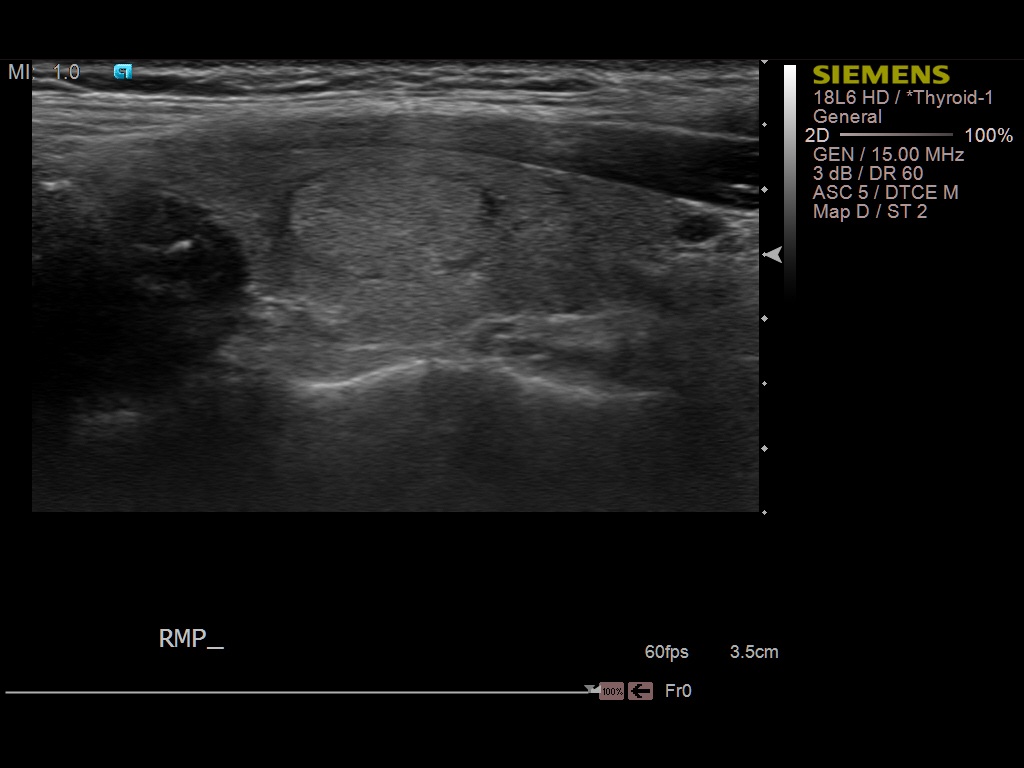 MI: 1.0
SIEMENS
18L6 HD / *Thyroid-1
General
2D 100%
GEN / 15.00 MHz
3 dB / DR 60
ASC 5 / DTCE M
Map D / ST 2
RMP_
60fps 3.5cm
100% Fr0